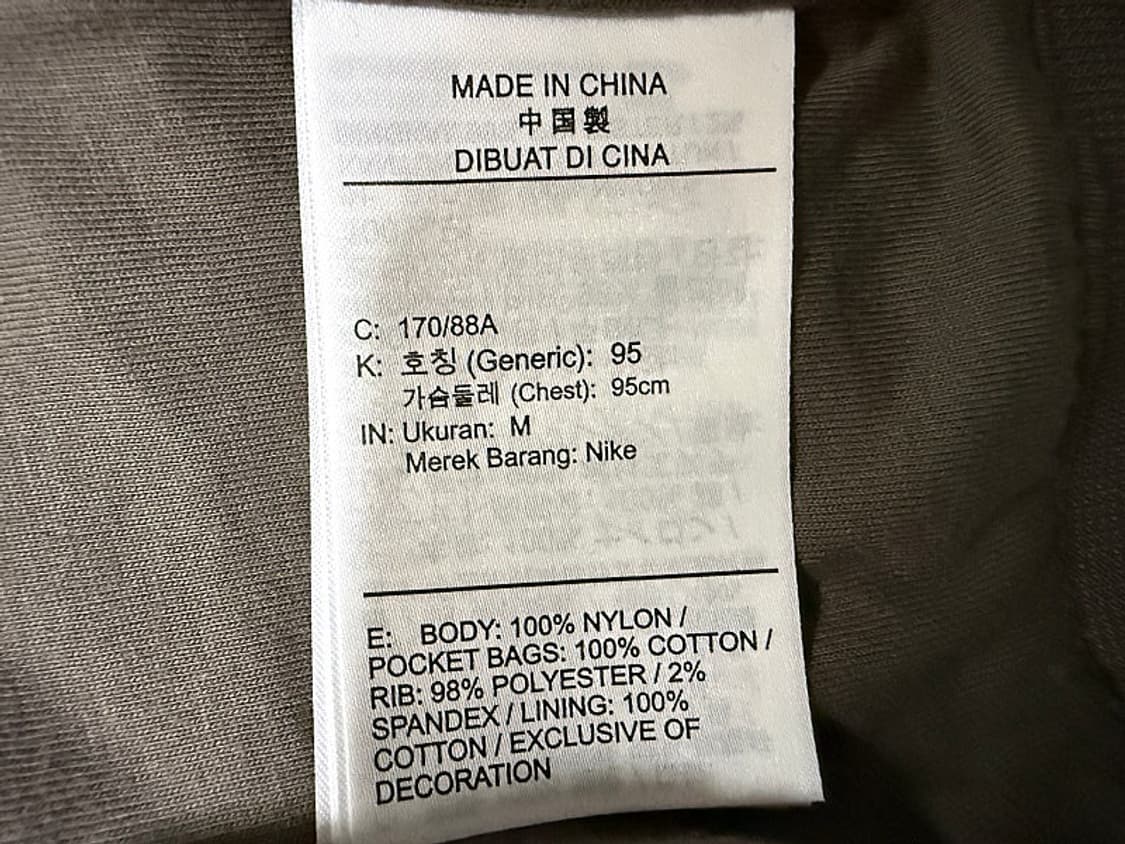 MADE IN CHINA
中国製
DIBUAT DI CINA
C: 170/88A
K: 호칭 (Generic): 95
가슴둘레 (Chest): 95cm
IN: Ukuran: M
Merek Barang: Nike
E: BODY: 100% NYLON /
POCKET BAGS: 100% COTTON /
RIB: 98% POLYESTER / 2%
SPANDEX / LINING: 100%
COTTON / EXCLUSIVE OF
DECORATION